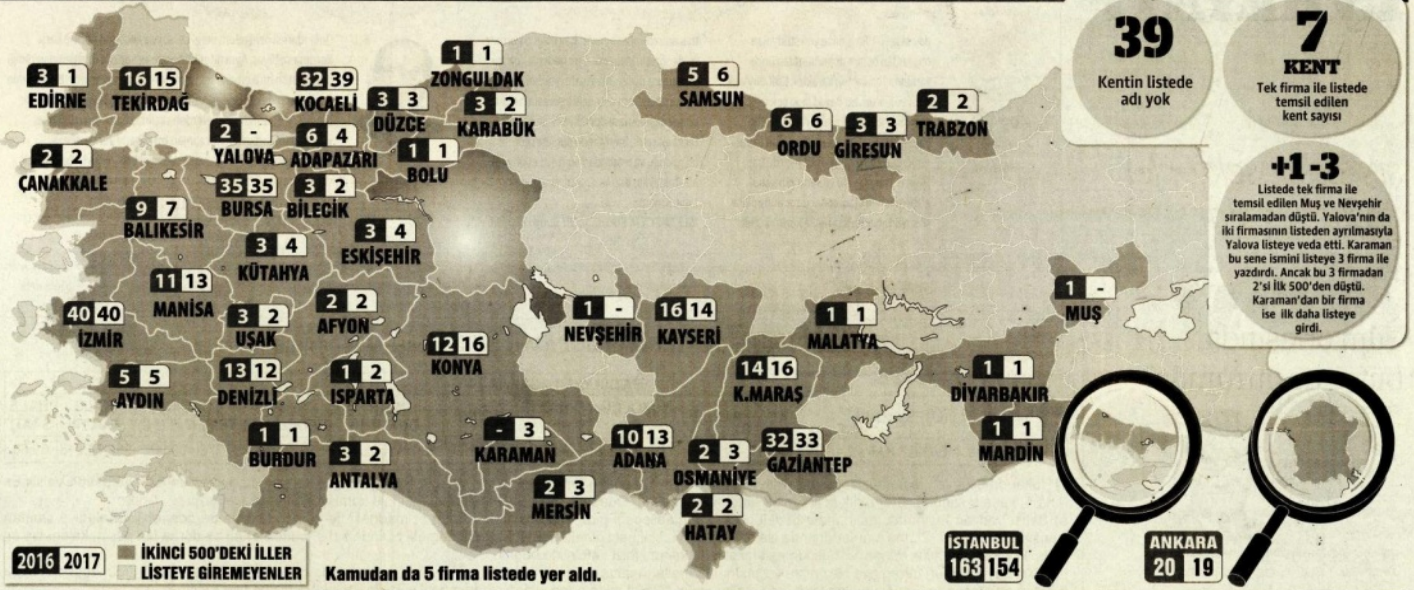 3 1
EDİRNE
16 15
TEKİRDAĞ
32 39
KOCAELİ
1 1
ZONGULDAK
3 3
DÜZCE
3 2
KARABÜK
2 -
YALOVA
6 4
ADAPAZARI
1 1
BOLU
2 2
ÇANAKKALE
35 35
BURSA
3 2
BİLECİK
9 7
BALIKESİR
3 4
KÜTAHYA
3 4
ESKİŞEHİR
11 13
MANİSA
40 40
İZMİR
3 2
UŞAK
2 2
AFYON
12 16
KONYA
5 5
AYDIN
13 12
DENİZLİ
1 2
ISPARTA
1 1
BURDUR
3 2
ANTALYA
- 3
KARAMAN
2 3
MERSİN
5 6
SAMSUN
6 6
ORDU
3 3
GİRESUN
2 2
TRABZON
1 -
NEVŞEHİR
16 14
KAYSERİ
1 1
MALATYA
1 -
MUŞ
14 16
K.MARAŞ
1 1
DİYARBAKIR
1 1
MARDİN
10 13
ADANA
2 3
OSMANİYE
32 33
GAZİANTEP
2 2
HATAY
39
Kentin listede
adı yok
7
KENT
Tek firma ile listede
temsil edilen
kent sayısı
+1 -3
Listede tek firma ile
temsil edilen Muş ve Nevşehir
sıralamadan düştü. Yalova'nın da
iki firmasının listeden ayrılmasıyla
Yalova listeye veda etti. Karaman
bu sene ismini listeye 3 firma ile
yazdırdı. Ancak bu 3 firmadan
2'si İlk 500'den düştü.
Karaman'dan bir firma
ise ilk daha listeye
girdi.
İSTANBUL
163 154
ANKARA
20 19
2016 2017
İKİNCİ 500'DEKİ İLLER
LİSTEYE GİREMEYENLER
Kamudan da 5 firma listede yer aldı.